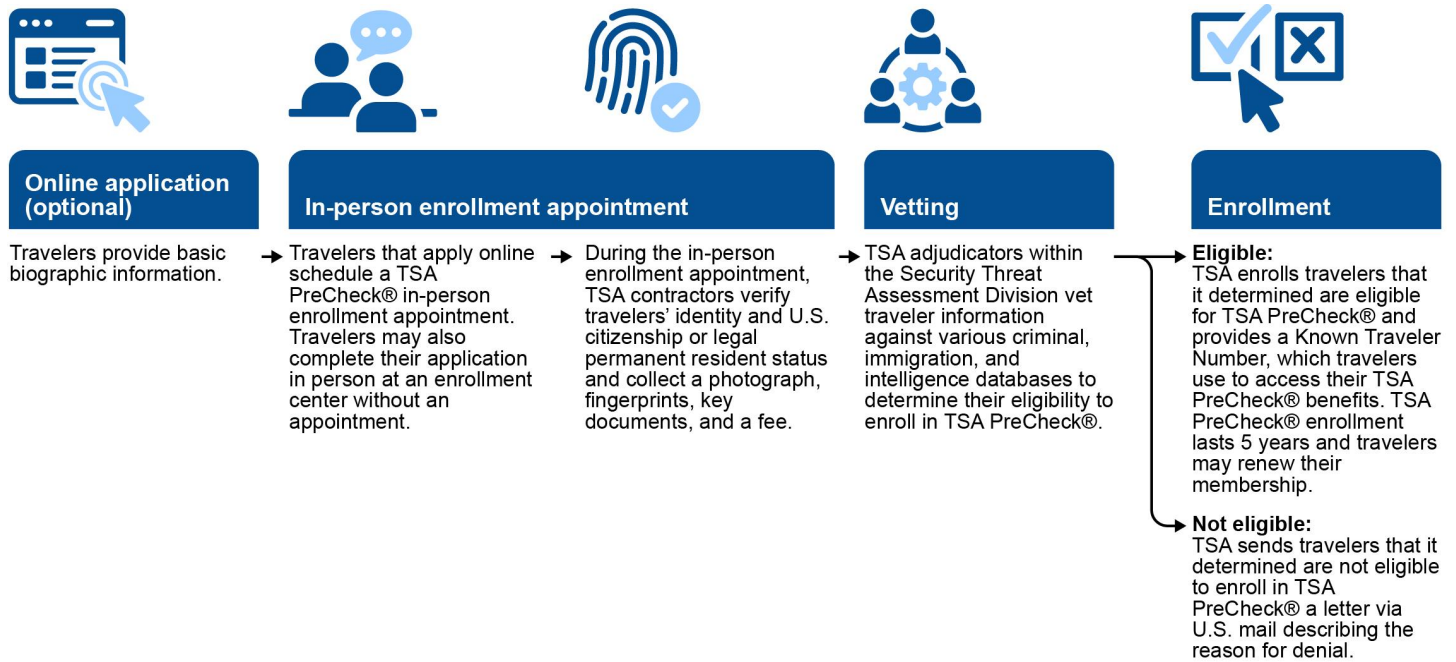 Online application
(optional)
Travelers provide basic
biographic information.
In-person enrollment appointment
Travelers that apply online
schedule a TSA
PreCheck® in-person
enrollment appointment.
Travelers may also
complete their application
in person at an enrollment
center without an
appointment.
During the in-person
enrollment appointment,
TSA contractors verify
travelers’ identity and U.S.
citizenship or legal
permanent resident status
and collect a photograph,
fingerprints, key
documents, and a fee.
Vetting
TSA adjudicators within
the Security Threat
Assessment Division vet
traveler information
against various criminal,
immigration, and
intelligence databases to
determine their eligibility to
enroll in TSA PreCheck®.
Enrollment
Eligible:
TSA enrolls travelers that
it determined are eligible
for TSA PreCheck® and
provides a Known Traveler
Number, which travelers
use to access their TSA
PreCheck® benefits. TSA
PreCheck® enrollment
lasts 5 years and travelers
may renew their
membership.
Not eligible:
TSA sends travelers that it
determined are not eligible
to enroll in TSA
PreCheck® a letter via
U.S. mail describing the
reason for denial.